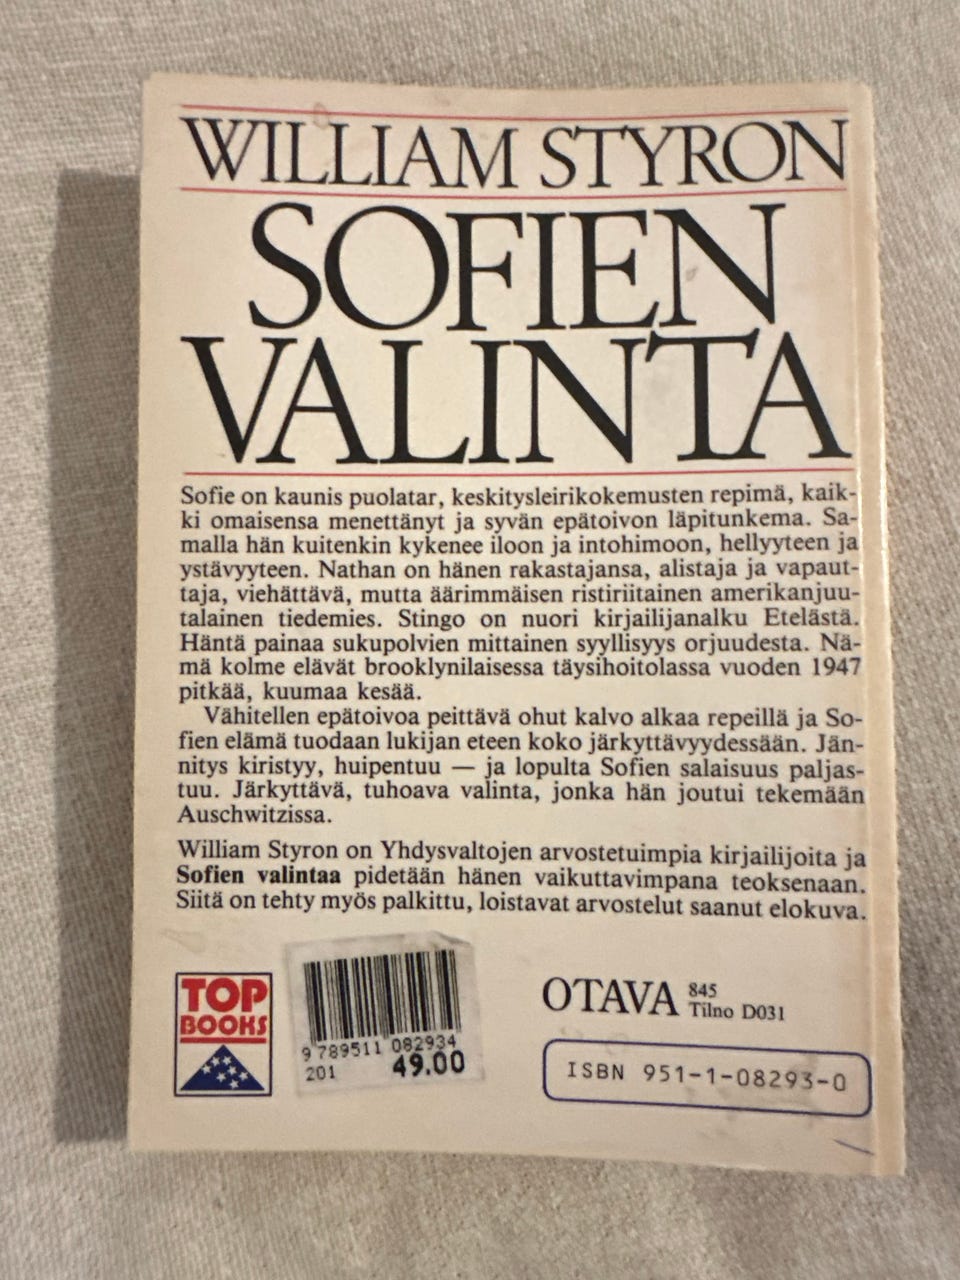 WILLIAM STYRON
SOFIEN
VALINTA
Sofie on kaunis puolatar, keskitysleirikokemusten repimä, kaik-
ki omaisensa menettänyt ja syvän epätoivon läpitunkema. Sa-
malla hän kuitenkin kykenee iloon ja intohimoon, hellyyteen ja
ystävyyteen. Nathan on hänen rakastajansa, alistaja ja vapaut-
taja, viehättävä, mutta äärimmäisen ristiriitainen amerikanjuu-
talainen tiedemies. Stingo on nuori kirjailijanalku Etelästä.
Häntä painaa sukupolvien mittainen syyllisyys orjuudesta. Nä-
mä kolme elävät brooklynilaisessa täysihoitolassa vuoden 1947
pitkää, kuumaa kesää.
Vähitellen epätoivoa peittävä ohut kalvo alkaa repeillä ja So-
fien elämä tuodaan lukijan eteen koko järkyttävyydessään. Jän-
nitys kiristyy, huipentuu — ja lopulta Sofien salaisuus paljas-
tuu. Järkyttävä, tuhoava valinta, jonka hän joutui tekemään
Auschwitzissa.
William Styron on Yhdysvaltojen arvostetuimpia kirjailijoita ja
Sofien valintaa pidetään hänen vaikuttavimpana teoksenaan.
Siitä on tehty myös palkittu, loistavat arvostelut saanut elokuva.
TOP
BOOKS
9 789511 082934
201 49.00
OTAVA 845
Tilno D031
ISBN 951-1-08293-0